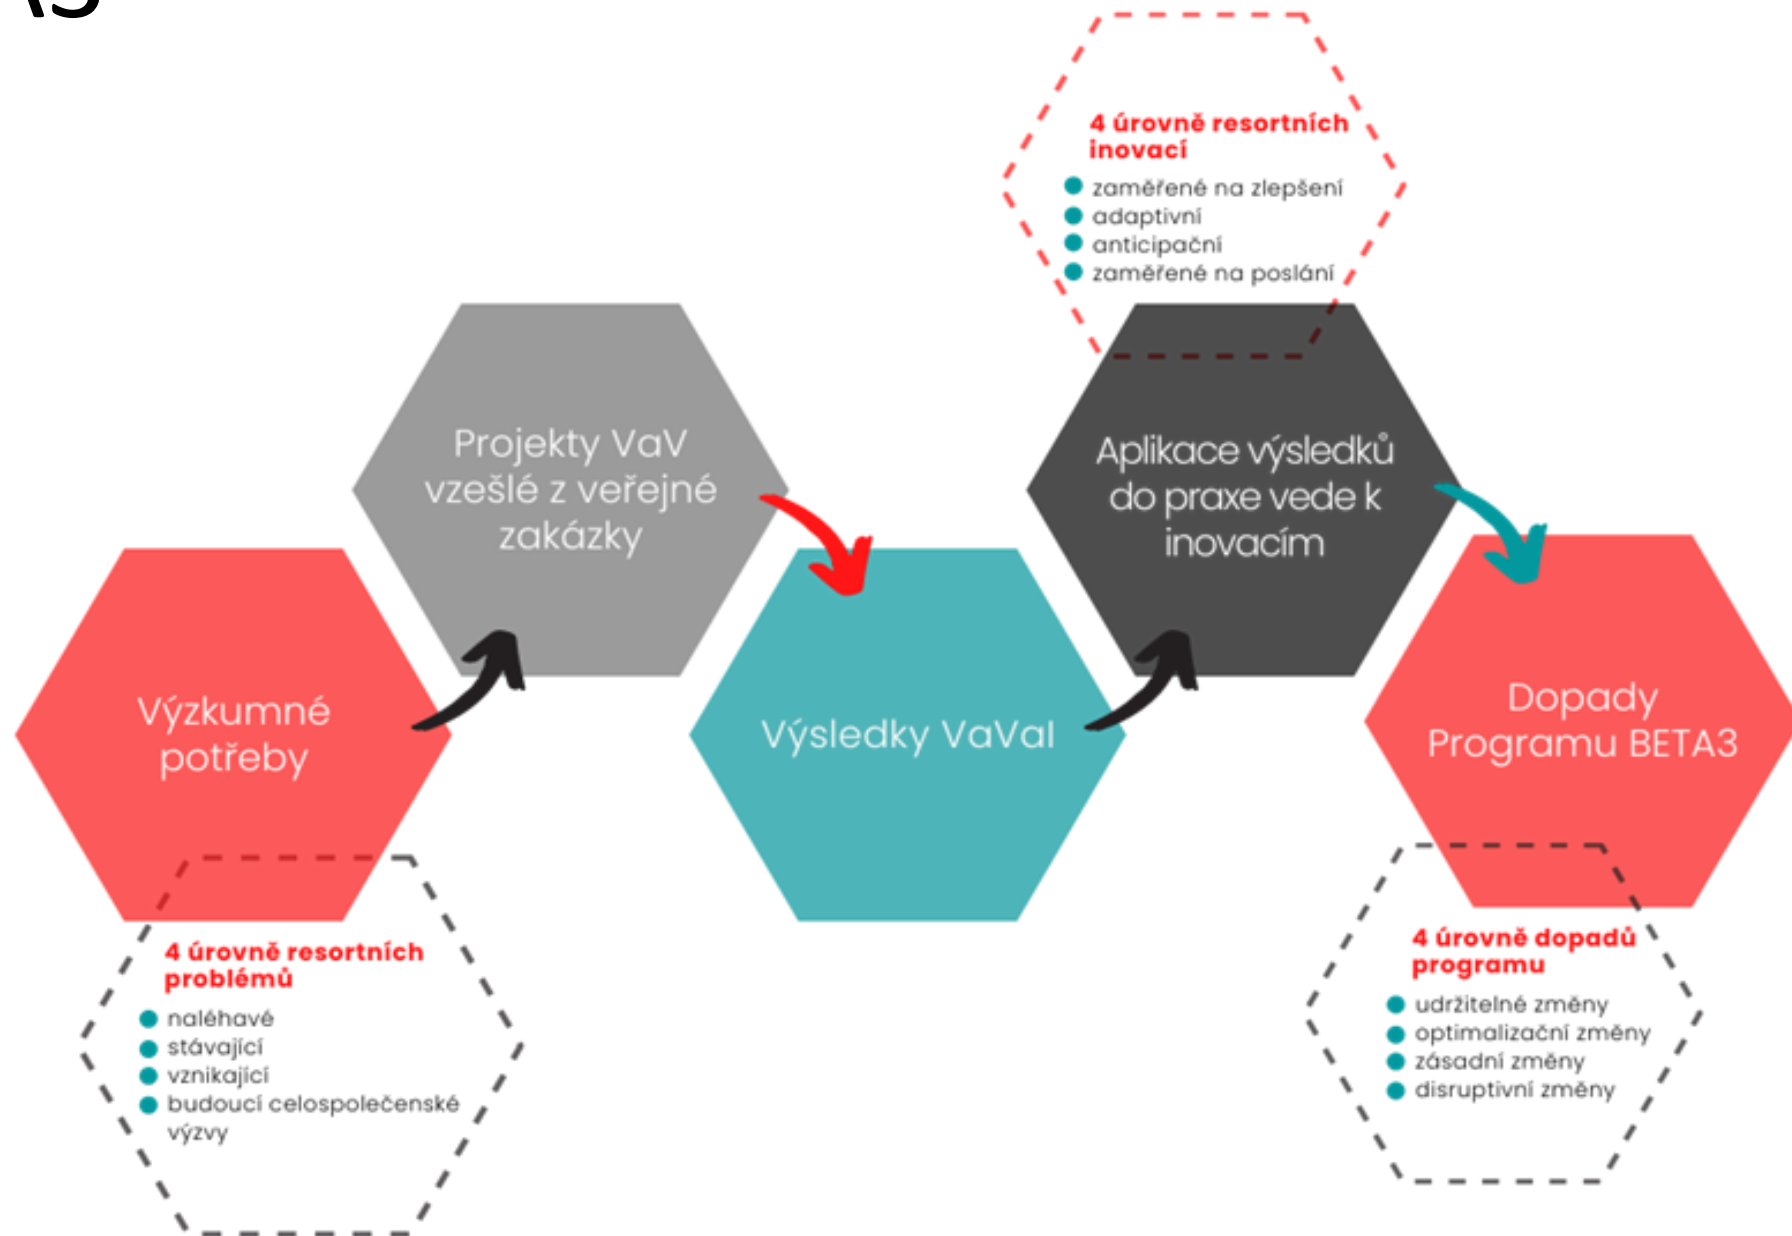 4 úrovně resortních
inovací
zaměřené na zlepšení
adaptivní
anticipační
zaměřené na poslání
Projekty VaV
vzešlé z veřejné
zakázky
Aplikace výsledků
do praxe vede k
inovacím
Výzkumné
potřeby
Výsledky VaVaI
Dopady
Programu BETA3
4 úrovně resortních
problémů
naléhavé
stávající
vznikající
budoucí celospolečenské
výzvy
4 úrovně dopadů
programu
udržitelné změny
optimalizační změny
zásadní změny
disruptivní změny